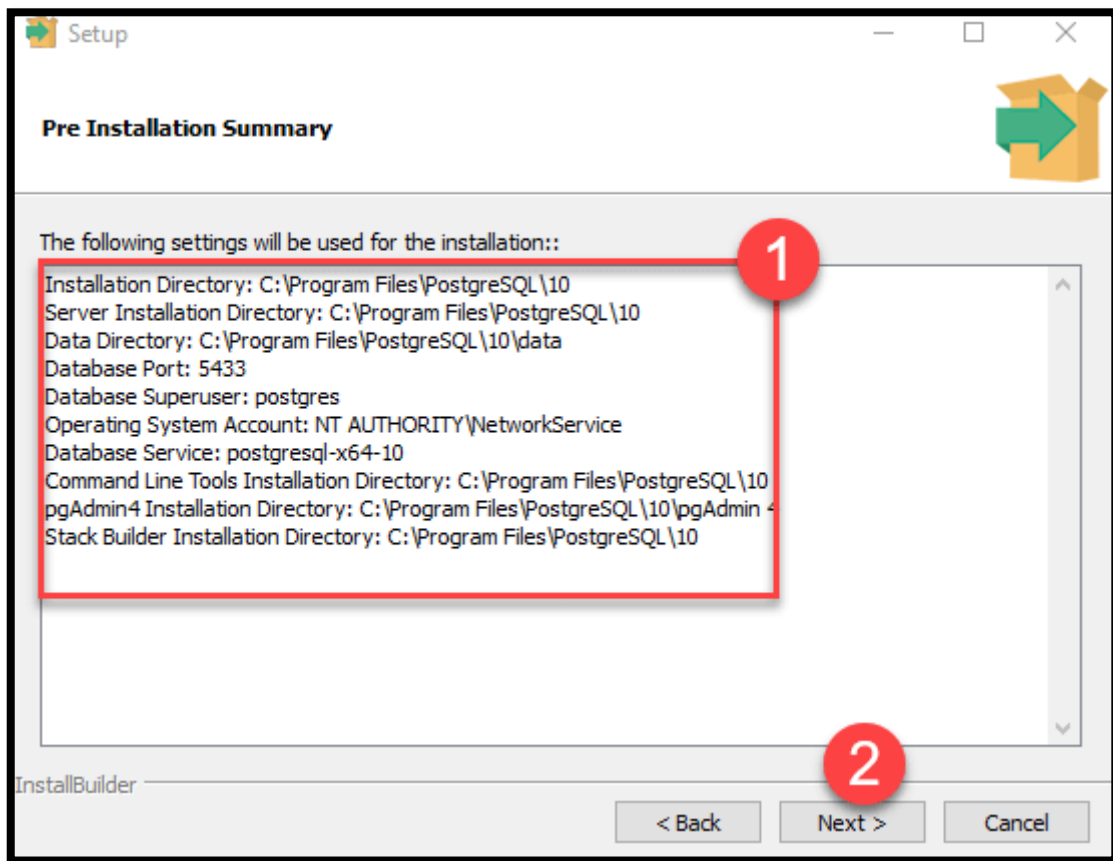 Setup
Pre Installation Summary
The following settings will be used for the installation::
1
Installation Directory: C:\Program Files\PostgreSQL\10
Server Installation Directory: C:\Program Files\PostgreSQL\10
Data Directory: C:\Program Files\PostgreSQL\10\data
Database Port: 5433
Database Superuser: postgres
Operating System Account: NT AUTHORITY\NetworkService
Database Service: postgresql-x64-10
Command Line Tools Installation Directory: C:\Program Files\PostgreSQL\10
pgAdmin4 Installation Directory: C:\Program Files\PostgreSQL\10\pgAdmin 4
Stack Builder Installation Directory: C:\Program Files\PostgreSQL\10
2
InstallBuilder
< Back Next > Cancel